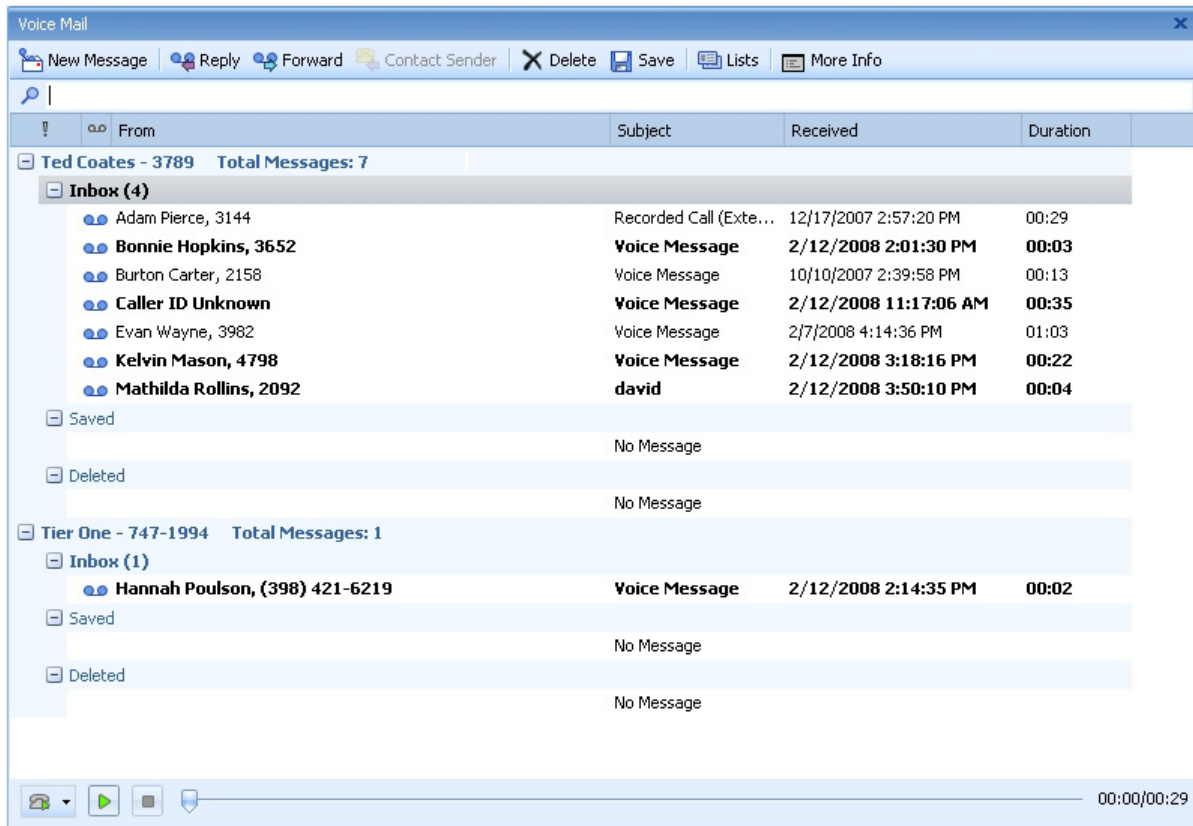 Voice Mail
New Message Reply Forward Contact Sender Delete Save Lists More Info
! From Subject Received Duration
Ted Coates - 3789 Total Messages: 7
Inbox (4)
Adam Pierce, 3144 Recorded Call (Exte... 12/17/2007 2:57:20 PM 00:29
Bonnie Hopkins, 3652 Voice Message 2/12/2008 2:01:30 PM 00:03
Burton Carter, 2158 Voice Message 10/10/2007 2:39:58 PM 00:13
Caller ID Unknown Voice Message 2/12/2008 11:17:06 AM 00:35
Evan Wayne, 3982 Voice Message 2/7/2008 4:14:36 PM 01:03
Kelvin Mason, 4798 Voice Message 2/12/2008 3:18:16 PM 00:22
Mathilda Rollins, 2092 david 2/12/2008 3:50:10 PM 00:04
Saved
No Message
Deleted
No Message
Tier One - 747-1994 Total Messages: 1
Inbox (1)
Hannah Poulson, (398) 421-6219 Voice Message 2/12/2008 2:14:35 PM 00:02
Saved
No Message
Deleted
No Message
00:00/00:29